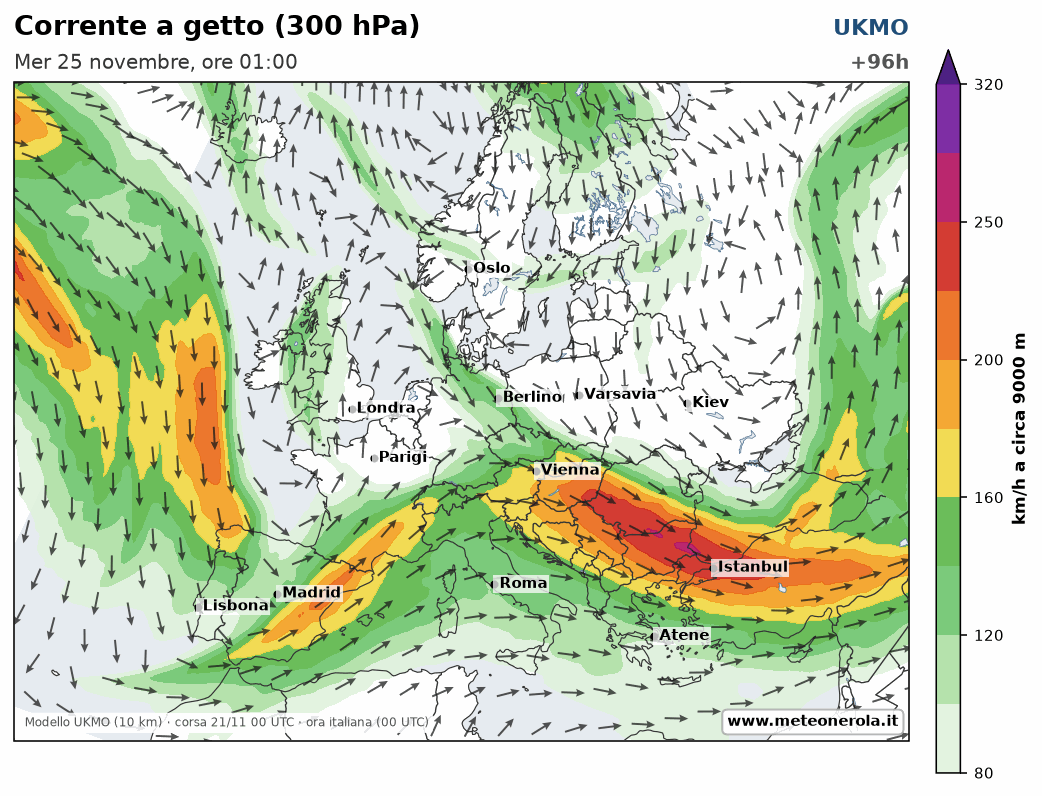 Corrente a getto (300 hPa)
UKMO
Mer 25 novembre, ore 01:00
+96h
320
250
200
160
120
80
km/h a circa 9000 m
Oslo
Berlino
Varsavia
Kiev
Londra
Parigi
Vienna
Istanbul
Roma
Madrid
Lisbona
Atene
Modello UKMO (10 km) · corsa 21/11 00 UTC · ora italiana (00 UTC)
www.meteonerola.it